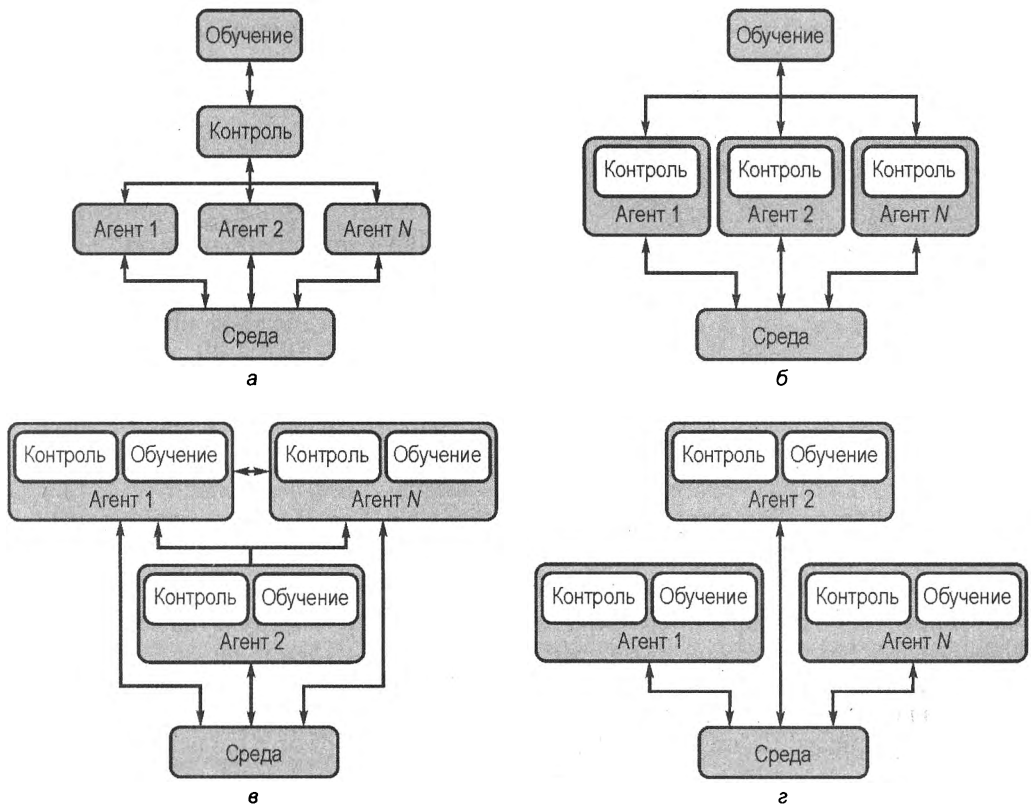 Обучение
Контроль
Агент 1
Агент 2
Агент N
Среда
а
Обучение
Контроль
Контроль
Контроль
Агент 1
Агент 2
Агент N
Среда
б
Контроль
Обучение
Агент 1
Контроль
Обучение
Агент N
Контроль
Обучение
Агент 2
Среда
в
Контроль
Обучение
Агент 2
Контроль
Обучение
Агент 1
Контроль
Обучение
Агент N
Среда
г